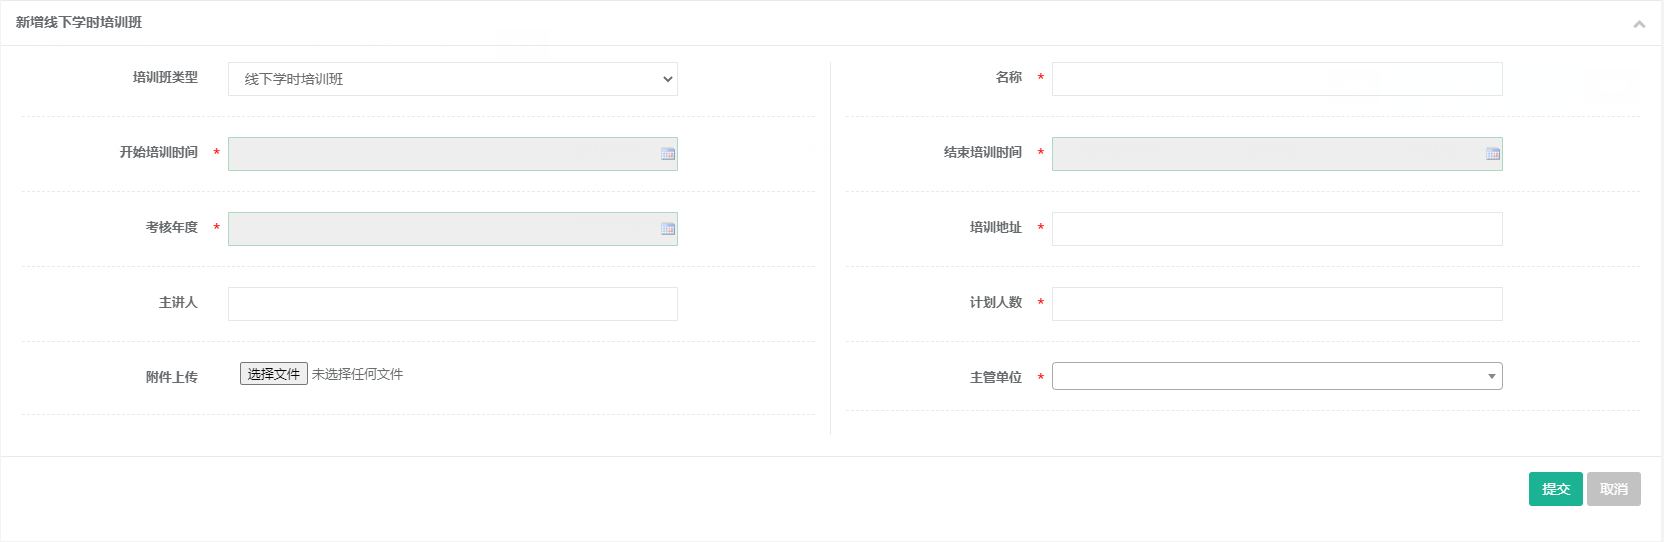 新增线下学时培训班
培训班类型 线下学时培训班 名称 *
开始培训时间 * 结束培训时间 *
考核年度 * 培训地址 *
主讲人 计划人数 *
附件上传 选择文件 未选择任何文件 主管单位 *
提交 取消